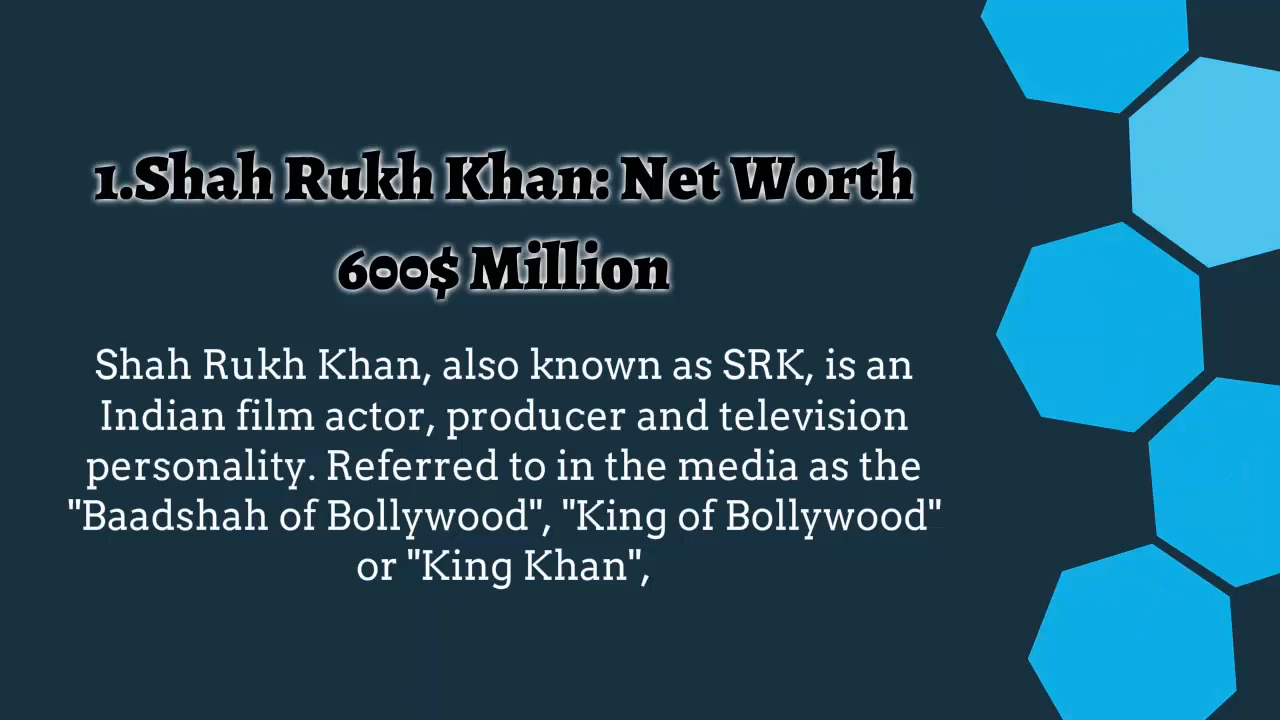 1.Shah Rukh Khan: Net Worth
600$ Million
Shah Rukh Khan, also known as SRK, is an
Indian film actor, producer and television
personality. Referred to in the media as the
"Baadshah of Bollywood", "King of Bollywood"
or "King Khan",